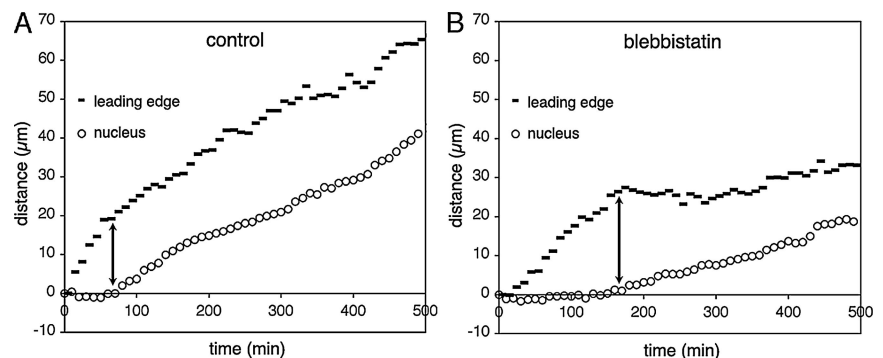 A
control
leading edge
nucleus
distance (µm)
70
60
50
40
30
20
10
0
-10
0
100
200
300
400
500
time (min)
B
blebbistatin
leading edge
nucleus
distance (µm)
70
60
50
40
30
20
10
0
-10
0
100
200
300
400
500
time (min)